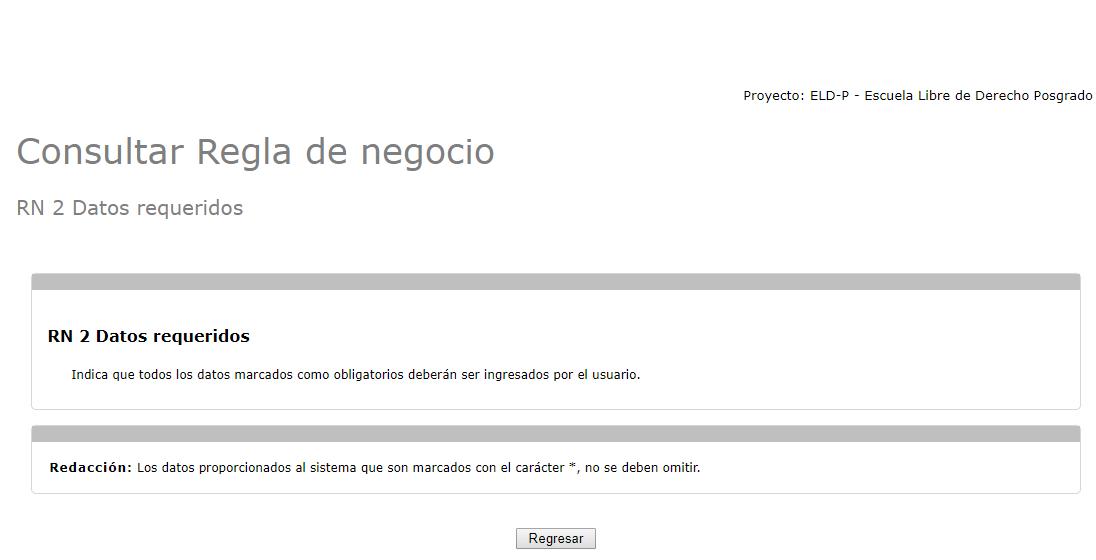 Proyecto: ELD-P - Escuela Libre de Derecho Posgrado
Consultar Regla de negocio
RN 2 Datos requeridos
RN 2 Datos requeridos
Indica que todos los datos marcados como obligatorios deberán ser ingresados por el usuario.
Redacción: Los datos proporcionados al sistema que son marcados con el carácter *, no se deben omitir.
Regresar